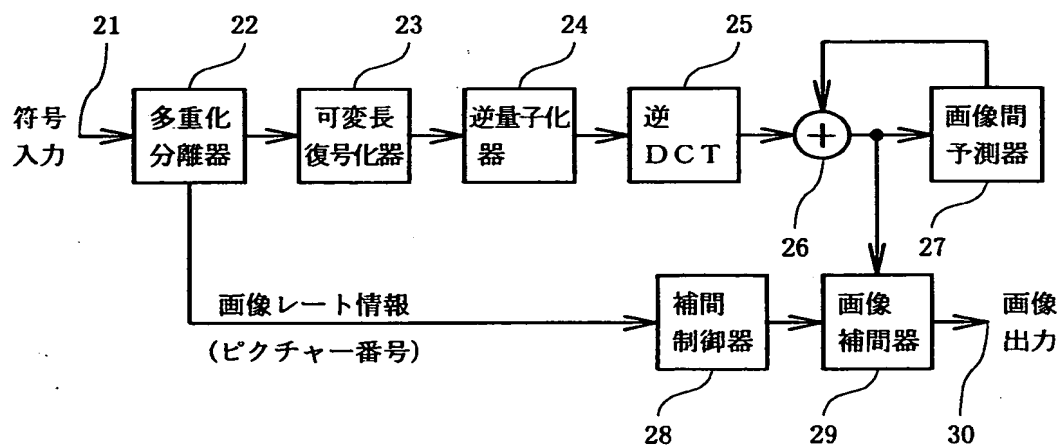 21
22
23
24
25
符号
入力
多重化
分離器
可変長
復号化器
逆量子化
器
逆
DCT
画像間
予測器
26
27
画像レート情報
(ピクチャー番号)
補間
制御器
画像
補間器
画像
出力
28
29
30